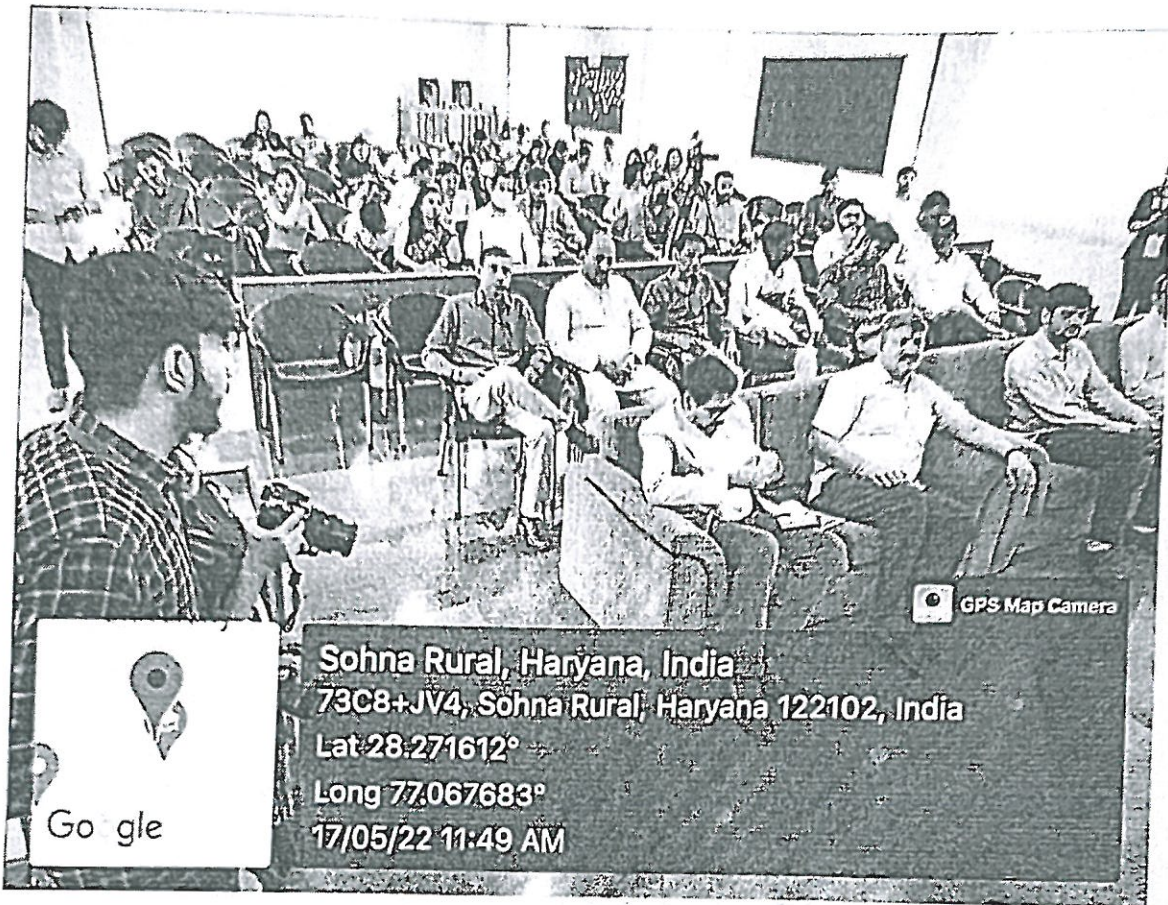 GPS Map Camera
Sohna Rural, Haryana, India
73C8+JV4, Sohna Rural, Haryana 122102, India
Lat 28.271612°
Long 77.067683°
17/05/22 11:49 AM
Go gle